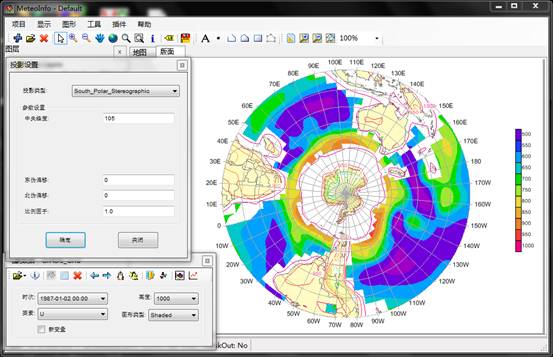 MeteoInfo - Default
项目 显示 图形 工具 插件 帮助
100%
图层
地图 版面
投影设置
投影类型: South_Polar_Stereographic
参数设置
中央经度: 105
东伪偏移: 0
北伪偏移: 0
比例因子: 1.0
确定 关闭
时次: 1987-01-02 00:00 高度: 1000
要素: U 图形类型: Shaded
新变量
80E 90E 100E 110E 120E
70E
60E
50E
40E
30E
20E
10E
0
10W
20W
30W
40W
50W
60W 70W 80W 90W 100W 110W
120W
130W
140W
150W
160W
170W
180
170E
160E
150E
140E
130E
500
550
600
650
700
750
800
850
900
950
1000
kOut: No